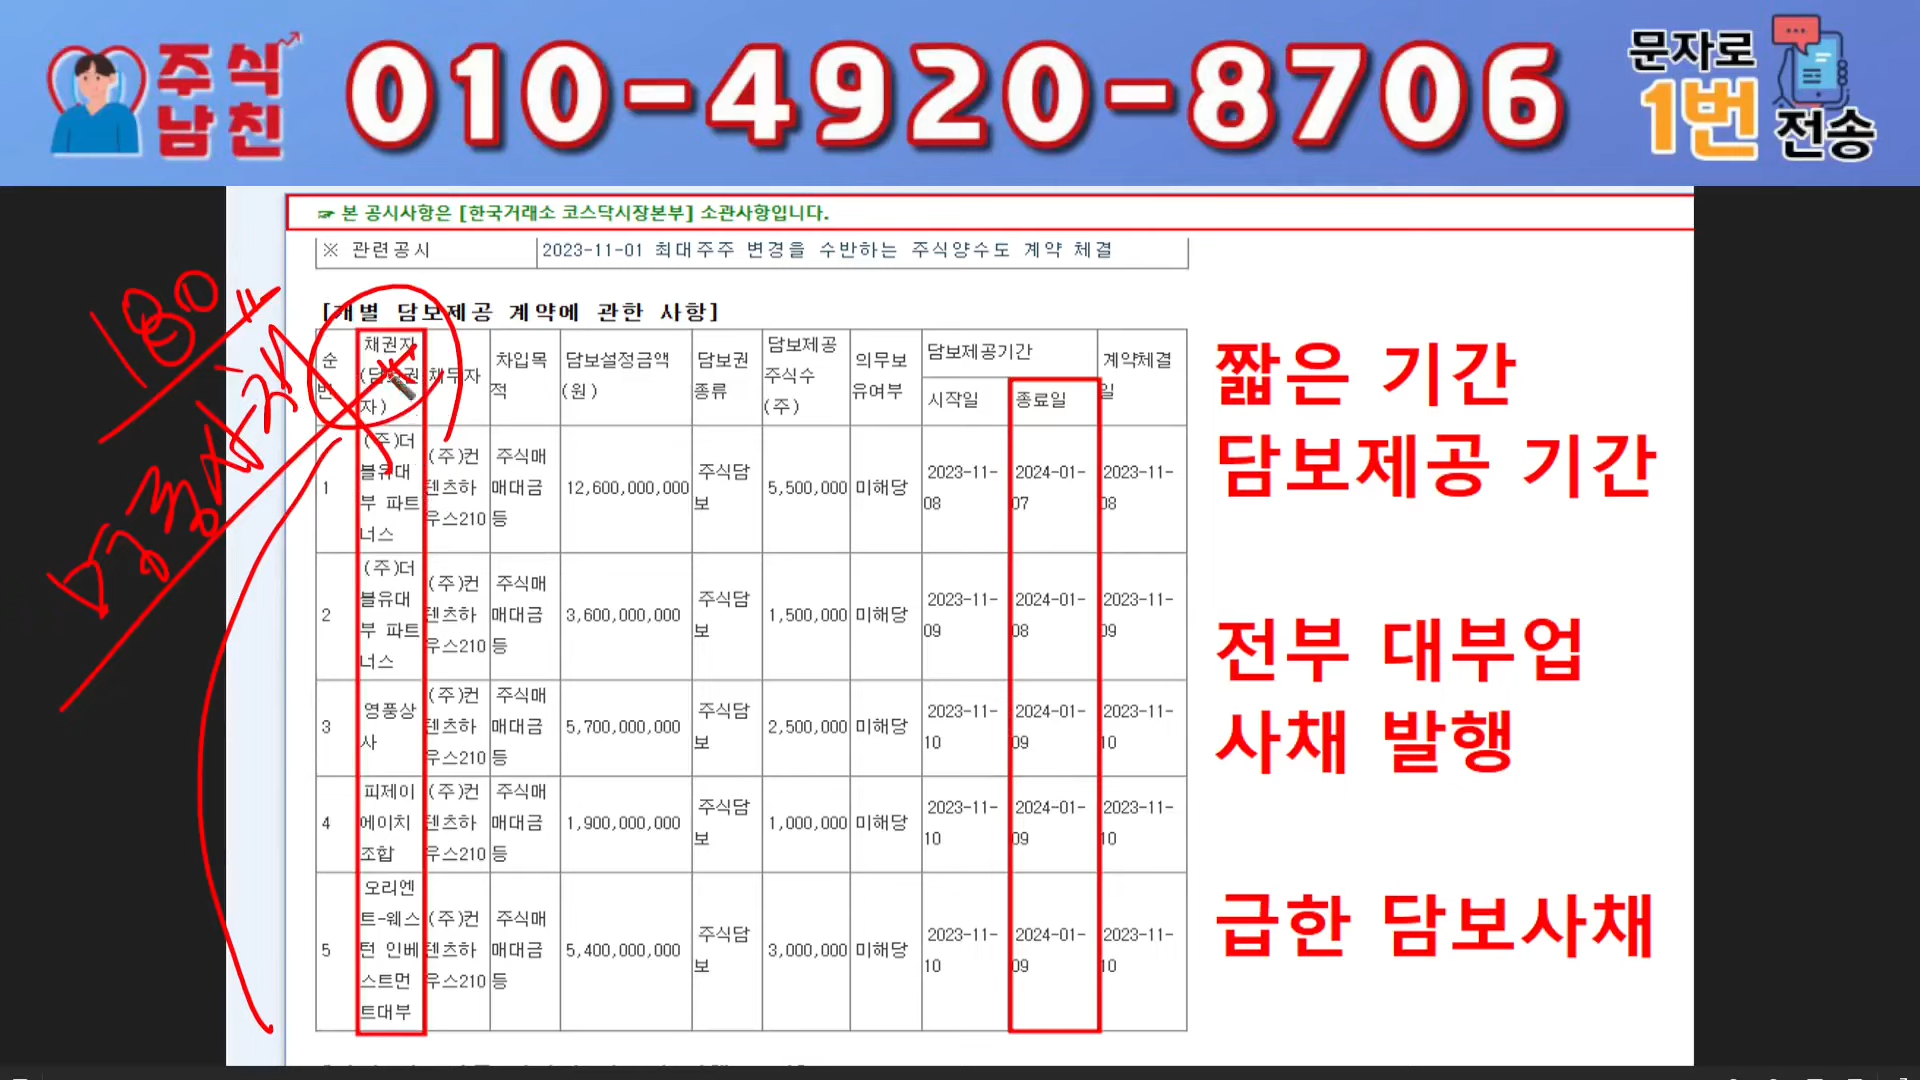 주식
남친
010-4920-8706
문자로
1번
전송
☞ 본 공시사항은 [한국거래소 코스닥시장본부] 소관사항입니다.
※ 관련공시 2023-11-01 최대주주 변경을 수반하는 주식양수도 계약 체결
[개별 담보제공 계약에 관한 사항]
순번 채권자(담보권자) 채무자 차입목적 담보설정금액(원) 담보권종류 담보제공주식수(주) 의무보유여부 담보제공기간 계약체결일
시작일 종료일
1 (주)더블유대부 파트너스 (주)컨텐츠하우스210 주식매매대금 등 12,600,000,000 주식담보 5,500,000 미해당 2023-11-08 2024-01-07 2023-11-08
2 (주)더블유대부 파트너스 (주)컨텐츠하우스210 주식매매대금 등 3,600,000,000 주식담보 1,500,000 미해당 2023-11-09 2024-01-08 2023-11-09
3 영풍상사 (주)컨텐츠하우스210 주식매매대금 등 5,700,000,000 주식담보 2,500,000 미해당 2023-11-10 2024-01-09 2023-11-10
4 피제이에이치조합 (주)컨텐츠하우스210 주식매매대금 등 1,900,000,000 주식담보 1,000,000 미해당 2023-11-10 2024-01-09 2023-11-10
5 오리엔트-웨스턴 인베스트먼트대부 (주)컨텐츠하우스210 주식매매대금 등 5,400,000,000 주식담보 3,000,000 미해당 2023-11-10 2024-01-09 2023-11-10
짧은 기간
담보제공 기간
전부 대부업
사채 발행
급한 담보사채
180